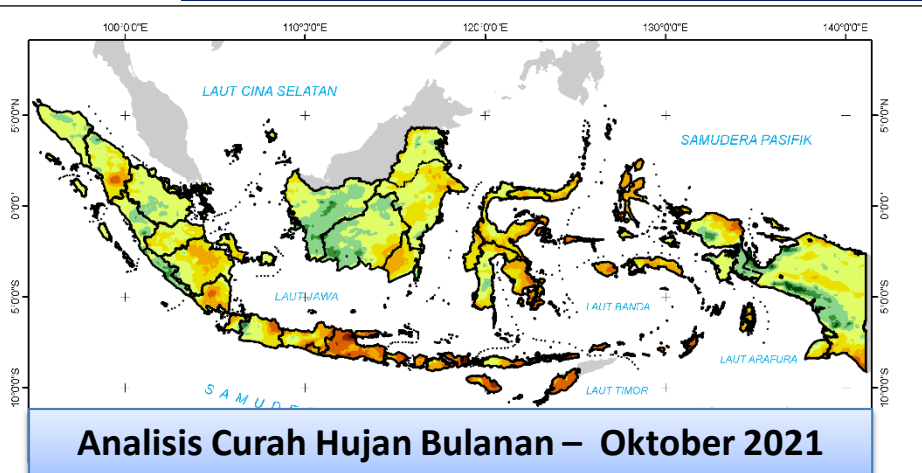 100°0'0"E 110°0'0"E 120°0'0"E 130°0'0"E 140°0'0"E
LAUT CINA SELATAN
5°0'0"N 5°0'0"N
SAMUDERA PASIFIK
0°0'0" 0°0'0"
LAUT JAWA
5°0'0"S 5°0'0"S
LAUT BANDA
LAUT ARAFURA
10°0'0"S 10°0'0"S
LAUT TIMOR
Analisis Curah Hujan Bulanan – Oktober 2021